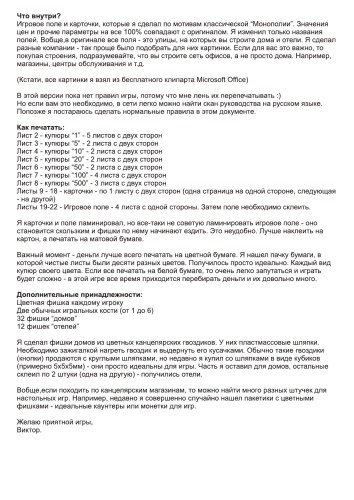 Что внутри?
Игровое поле и карточки, которые я сделал по мотивам классической "Монополии". Значения
цен и прочие параметры на все 100% совпадают с оригиналом. Я изменил только названия
полей. Вобще,в оригинале все поля - это улицы, на которых вы строите дома и отели. Я сделал
разные компании - так проще было подобрать для них картинки. Если для вас это важно, то
покупая строения, подразумевайте, что вы строите сеть офисов, а не просто дома. Например,
магазины, центры обслуживания и т.д.
(Кстати, все картинки я взял из бесплатного клипарта Microsoft Office)
В этой версии пока нет правил игры, потому что мне лень их перепечатывать :)
Но если вам это необходимо, в сети легко можно найти скан руководства на русском языке.
Попозже я постараюсь сделать нормальные правила в этом документе.
Как печатать:
Лист 2 - купюры "1" - 5 листов с двух сторон
Лист 3 - купюры "5" - 2 листа с двух сторон
Лист 4 - купюры "10" - 2 листа с двух сторон
Лист 5 - купюры "20" - 2 листа с двух сторон
Лист 6 - купюры "50" - 2 листа с двух сторон
Лист 7 - купюры "100" - 4 листа с двух сторон
Лист 8 - купюры "500" - 3 листа с двух сторон
Листы 9 - 18 - карточки - по 1 листу с двух сторон (одна страница на одной стороне, следующая
- на другой)
Листы 19-22 - Игровое поле - 4 листа с одной стороны. Затем поле необходимо склеить.
Я карточки и поле ламинировал, но все-таки не советую ламинировать игровое поле - оно
становится скользким и фишки по нему начинают ездить. Это неудобно. Лучше наклеить на
картон, а печатать на матовой бумаге.
Важный момент - деньги лучше всего печатать на цветной бумаге. Я нашел пачку бумаги, в
которой чистые листы были десяти разных цветов. Получилось просто идеально. Каждый вид
купюр своего цвета. Если все печатать на белой бумаге, то очень легко запутаться и играть
будет сложно - в этой игре все время приходится перебирать деньги и их довольно много.
Дополнительные принадлежности:
Цветная фишка каждому игроку
Две обычных игральных кости (от 1 до 6)
32 фишки "домов"
12 фишек "отелей"
Я сделал фишки домов из цветных канцелярских гвоздиков. У них пластмассовые шляпки.
Необходимо зажигалкой нагреть гвоздик и выдернуть его кусачками. Обычно такие гвоздики
(кнопки) продаются с круглыми шляпками, но недавно я купил со шляпками в виде кубиков
(примерно 5х5х5мм) - они просто идеальны для игры. Часть я оставил для домов, остальные
склеил по 2 штуки (одна на другую) - получились отели.
Вобще,если походить по канцелярским магазинам, то можно найти много разных штучек для
настольных игр. Например, недавно я совершенно случайно нашел пакетики с цветными
фишками - идеальные каунтеры или монетки для игр.
Желаю приятной игры,
Виктор.